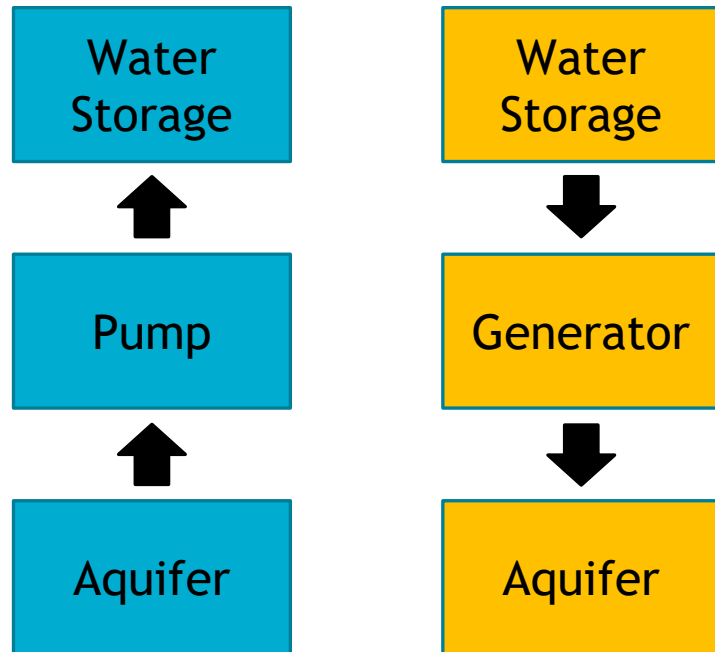 Water
Storage
Pump
Aquifer
Water
Storage
Generator
Aquifer